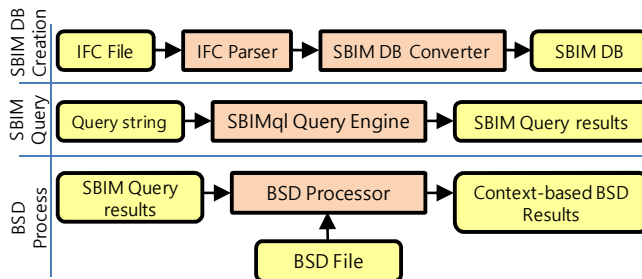 SBIM DB
Creation
IFC File
IFC Parser
SBIM DB Converter
SBIM DB
SBIM
Query
Query string
SBIMql Query Engine
SBIM Query results
BSD
Process
SBIM Query
results
BSD Processor
Context-based BSD
Results
BSD File